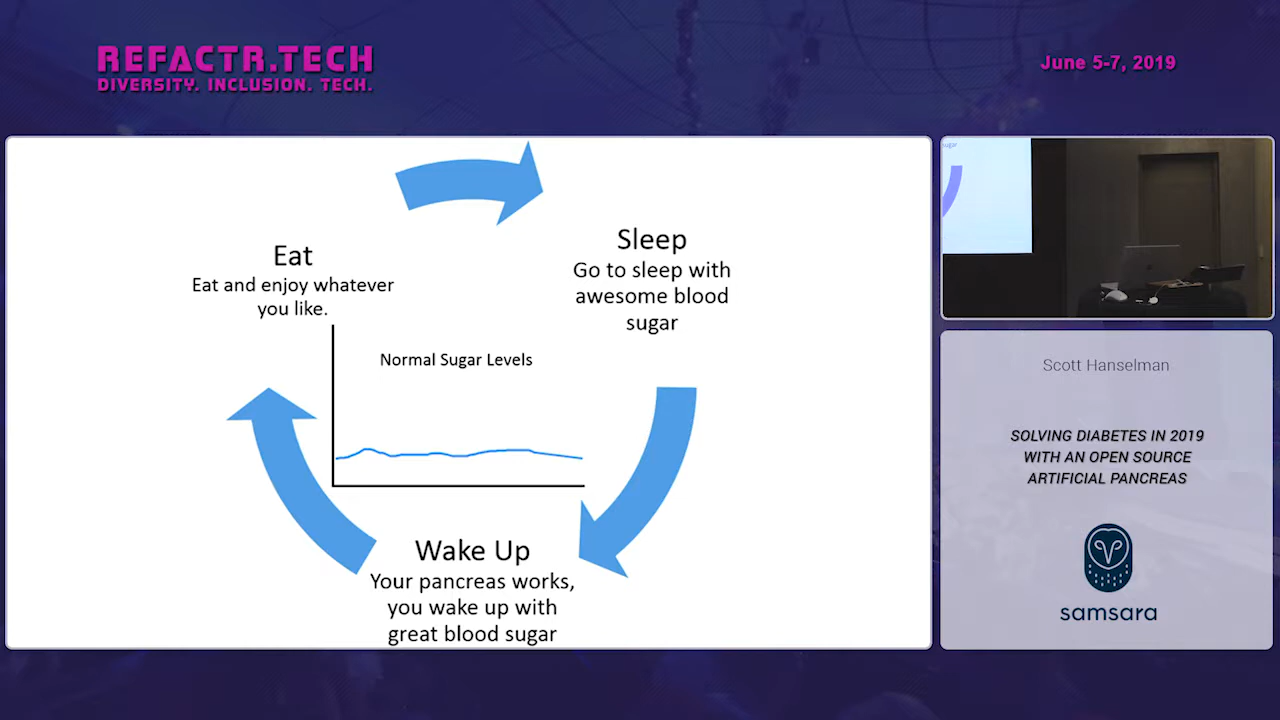 REFACTR.TECH
DIVERSITY. INCLUSION. TECH.
June 5-7, 2019
Eat
Eat and enjoy whatever
you like.
Sleep
Go to sleep with
awesome blood
sugar
Normal Sugar Levels
Wake Up
Your pancreas works,
you wake up with
great blood sugar
sugar
Scott Hanselman
SOLVING DIABETES IN 2019
WITH AN OPEN SOURCE
ARTIFICIAL PANCREAS
samsara